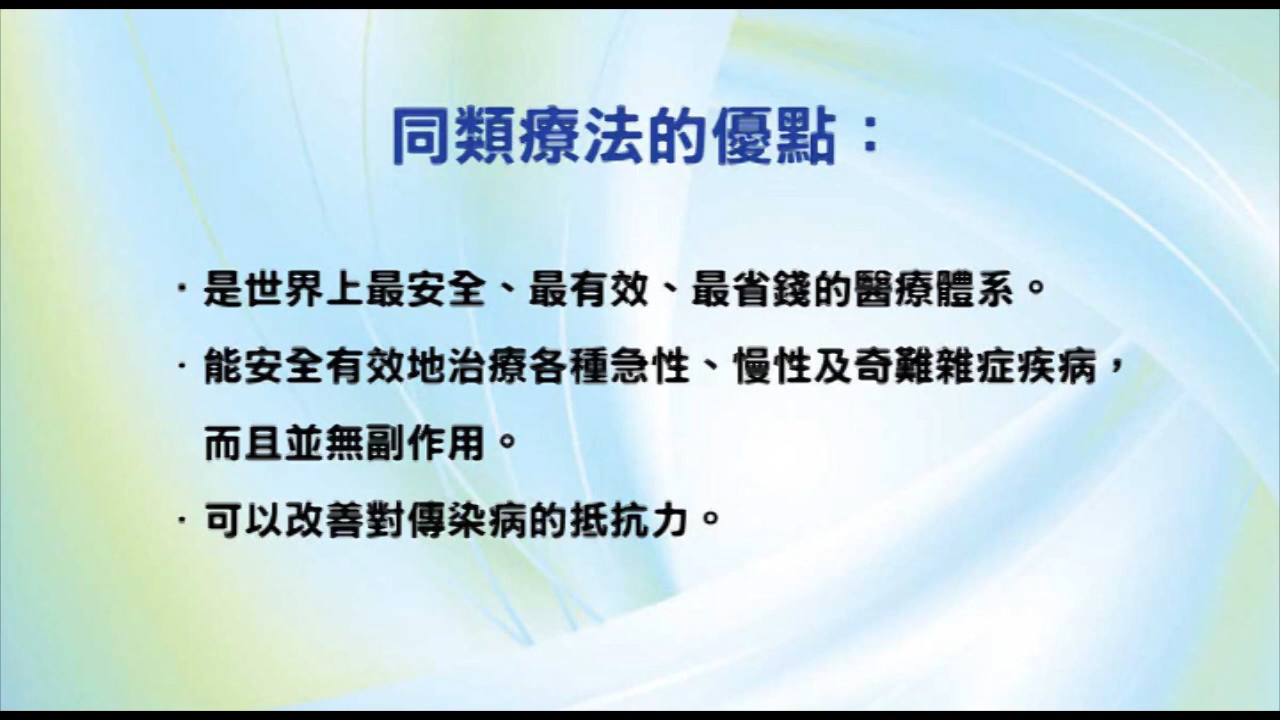 同類療法的優點：
· 是世界上最安全、最有效、最省錢的醫療體系。
· 能安全有效地治療各種急性、慢性及奇難雜症疾病，
而且並無副作用。
· 可以改善對傳染病的抵抗力。